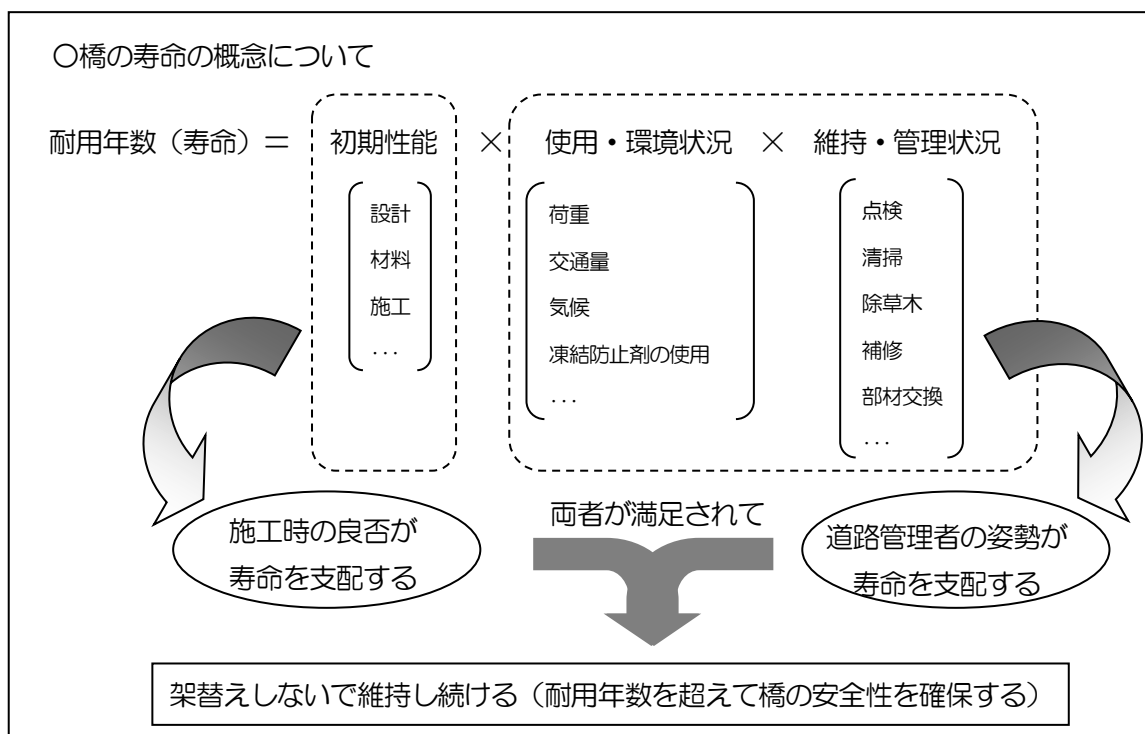 〇橋の寿命の概念について
耐用年数（寿命）＝ 初期性能 × 使用・環境状況 × 維持・管理状況
設計
材料
施工
...
荷重
交通量
気候
凍結防止剤の使用
...
点検
清掃
除草木
補修
部材交換
...
施工時の良否が
寿命を支配する
両者が満足されて
道路管理者の姿勢が
寿命を支配する
架替えしないで維持し続ける（耐用年数を超えて橋の安全性を確保する）